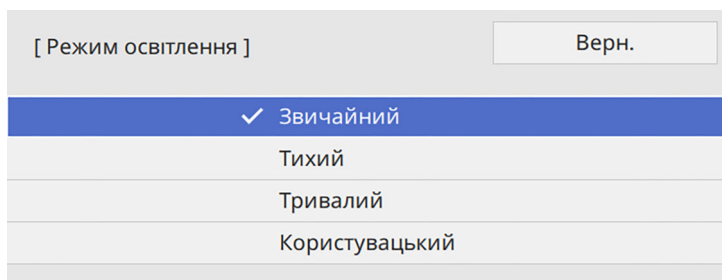 [ Режим освітлення ]
Верн.
Звичайний
Тихий
Тривалий
Користувацький